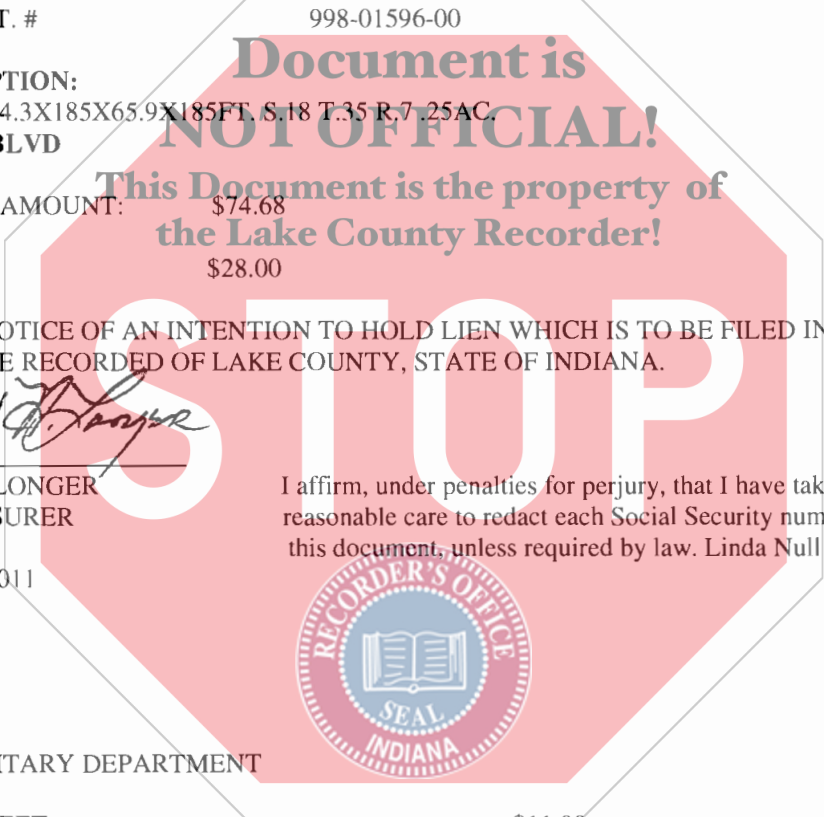 T. # 998-01596-00
Document is
PTION:
4.3X185X65.9X185FT. S.18 T.35 R.7 .25AC.
NOT OFFICIAL!
BLVD
This Document is the property of
AMOUNT: $74.68
the Lake County Recorder!
$28.00
STOP
OTICE OF AN INTENTION TO HOLD LIEN WHICH IS TO BE FILED IN
E RECORDED OF LAKE COUNTY, STATE OF INDIANA.
LONGER I affirm, under penalties for perjury, that I have tak
SURER reasonable care to redact each Social Security num
this document, unless required by law. Linda Null
011
RECORDER'S OFFICE
SEAL
INDIANA
ITARY DEPARTMENT